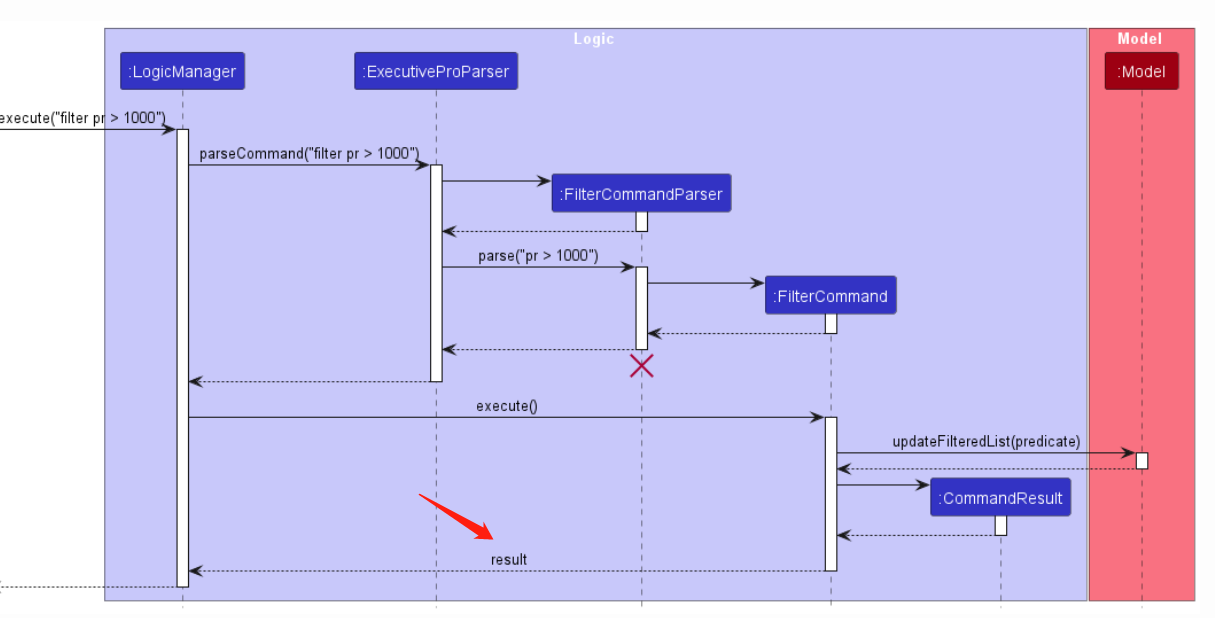 Logic
Model
:LogicManager
:ExecutiveProParser
:Model
execute("filter pr > 1000")
parseCommand("filter pr > 1000")
:FilterCommandParser
parse("pr > 1000")
:FilterCommand
execute()
updateFilteredList(predicate)
:CommandResult
result